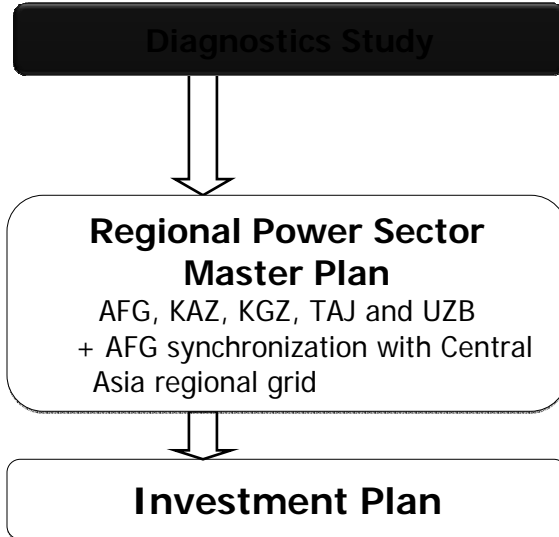 Diagnostics Study
Regional Power Sector
Master Plan
AFG, KAZ, KGZ, TAJ and UZB
+ AFG synchronization with Central
Asia regional grid
Investment Plan